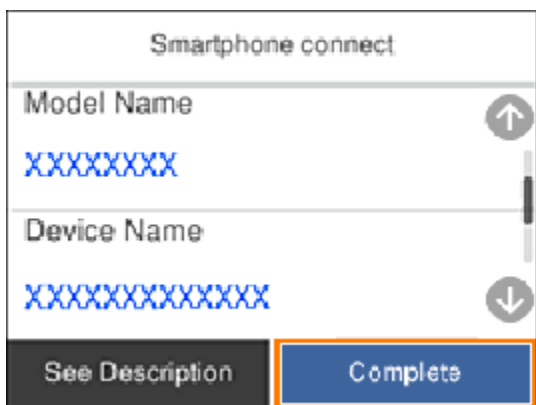 Smartphone connect
Model Name
XXXXXXXX
Device Name
XXXXXXXXXXXXX
See Description
Complete